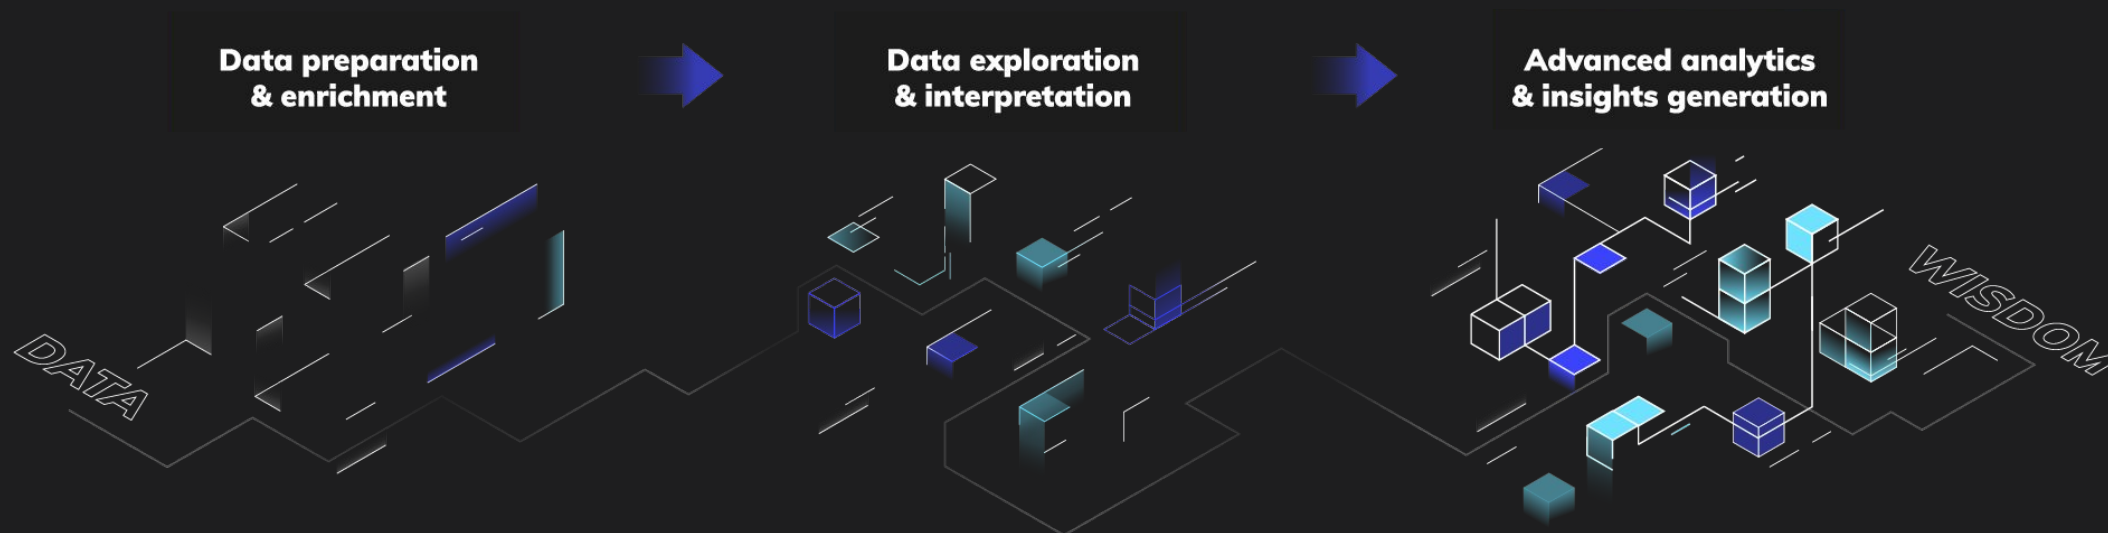 Data preparation
& enrichment
Data exploration
& interpretation
Advanced analytics
& insights generation
DATA
WISDOM